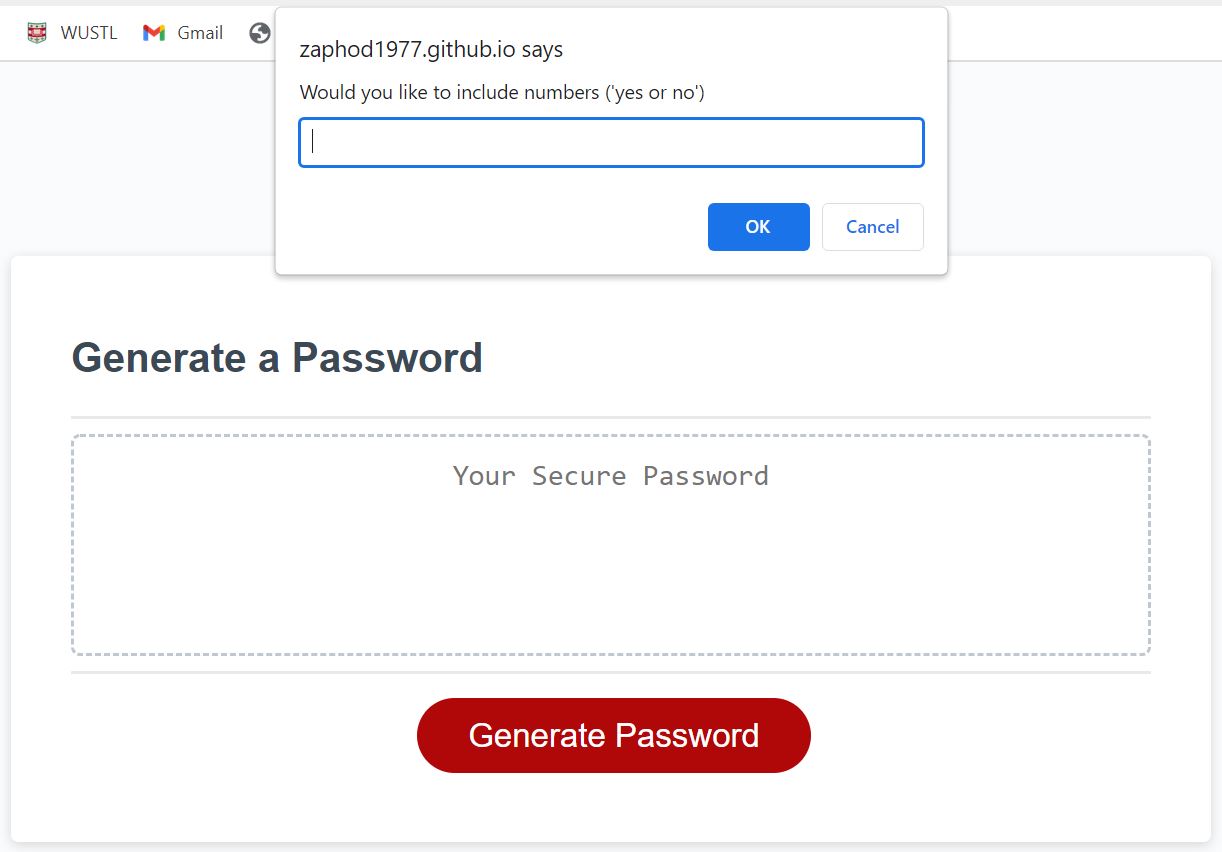 WUSTL Gmail
zaphod1977.github.io says
Would you like to include numbers ('yes or no')
OK Cancel
Generate a Password
Your Secure Password
Generate Password